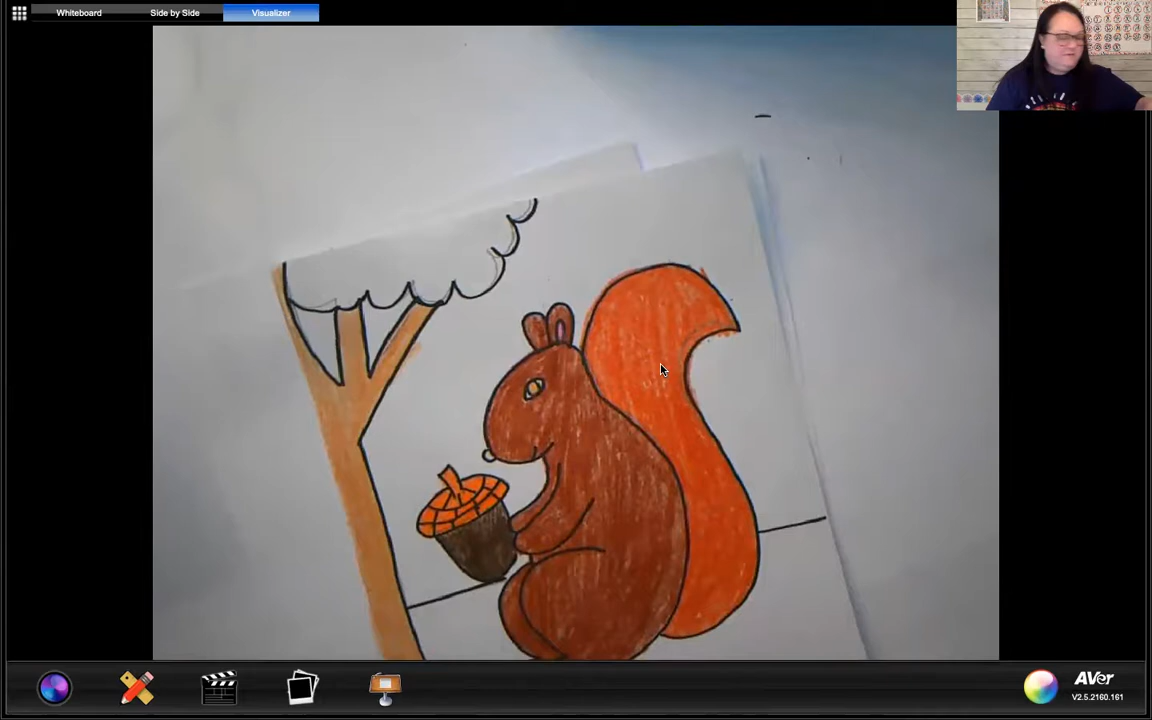 Whiteboard
Side by Side
Visualizer
AVer
V2.5.2160.161